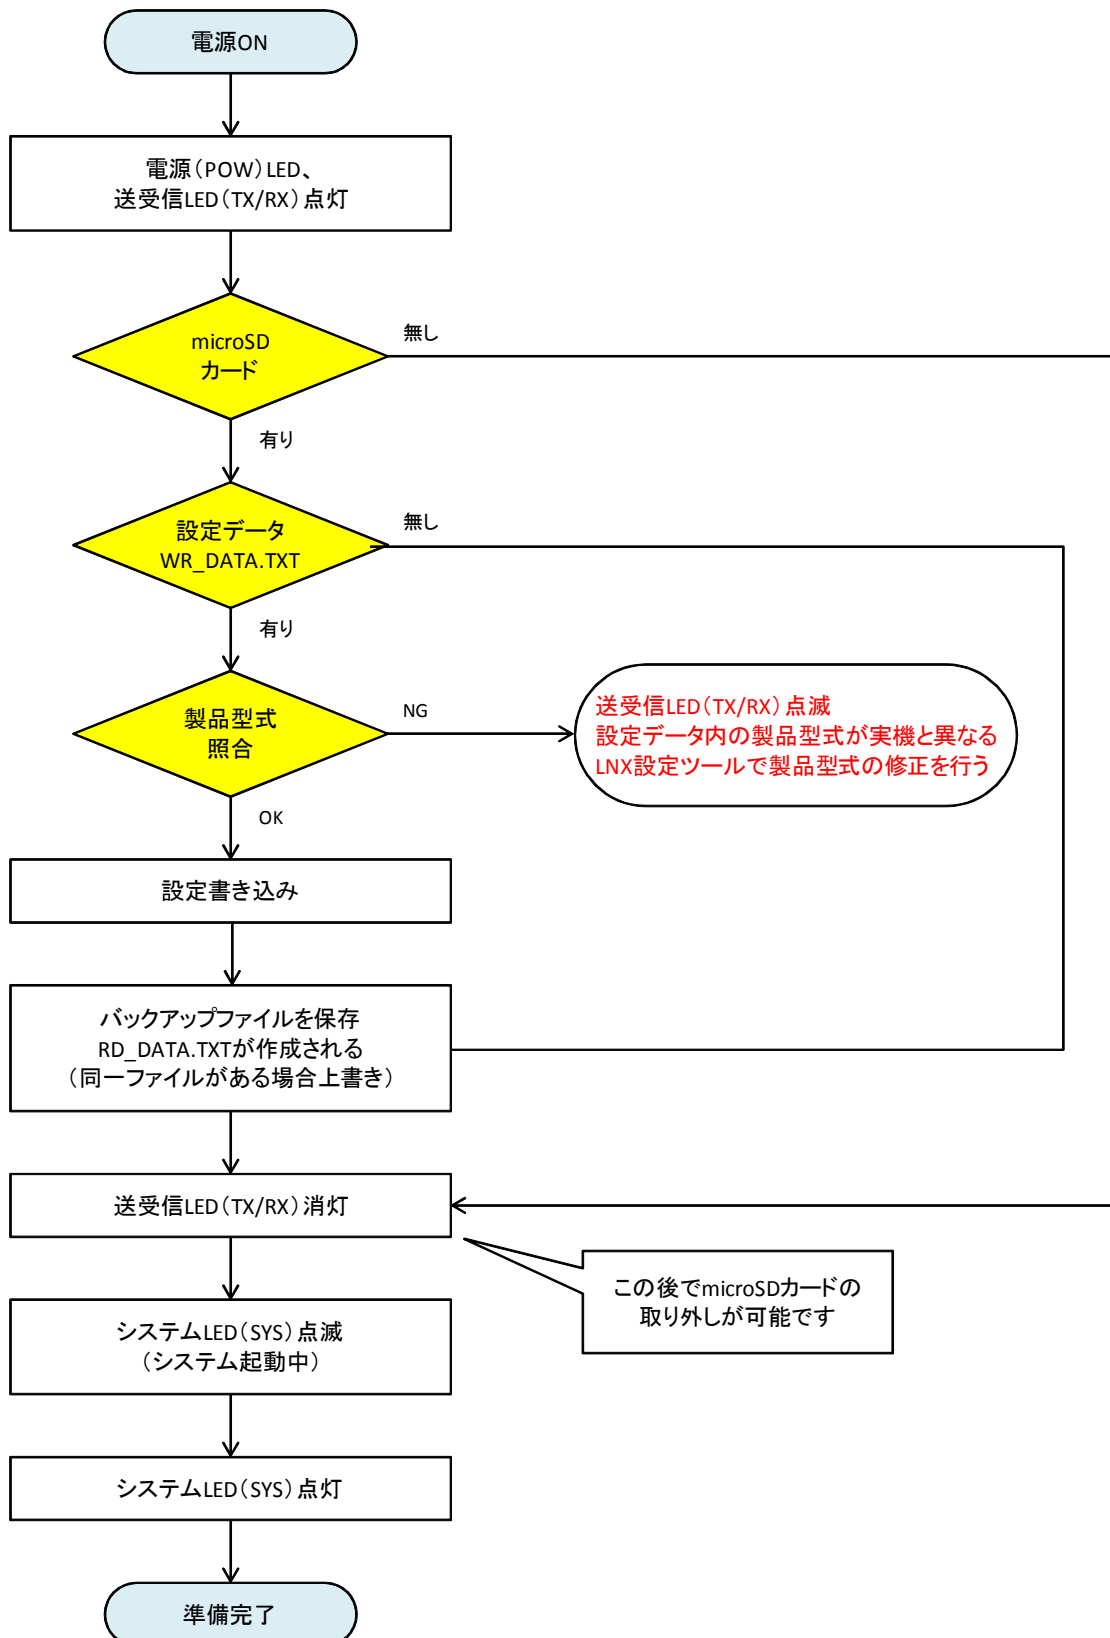 電源ON
電源（POW）LED、
送受信LED（TX/RX）点灯
microSD
カード
無し
有り
設定データ
WR_DATA.TXT
無し
有り
製品型式
照合
NG
送受信LED（TX/RX）点滅
設定データ内の製品型式が実機と異なる
LNX設定ツールで製品型式の修正を行う
OK
設定書き込み
バックアップファイルを保存
RD_DATA.TXTが作成される
（同一ファイルがある場合上書き）
送受信LED（TX/RX）消灯
この後でmicroSDカードの
取り外しが可能です
システムLED（SYS）点滅
（システム起動中）
システムLED（SYS）点灯
準備完了